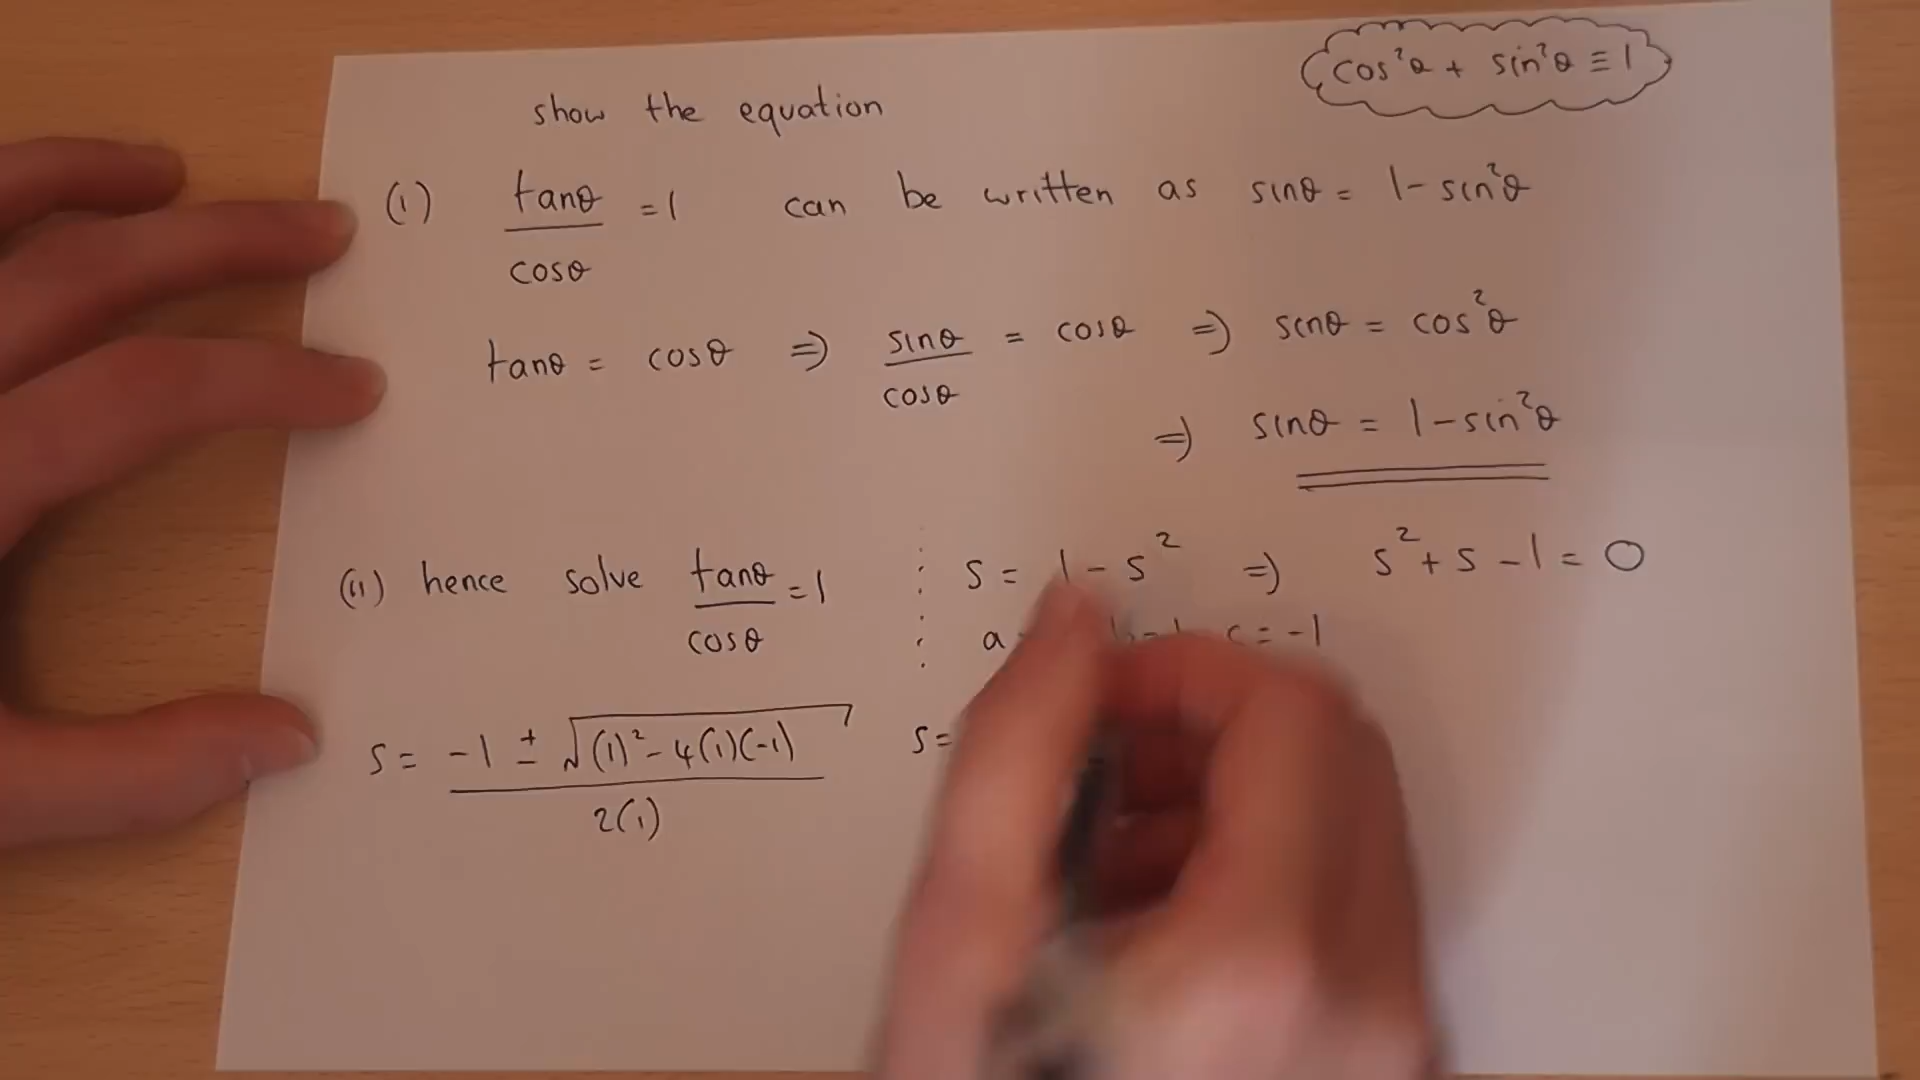 cos²θ + sin²θ ≡ 1
show the equation
(i) tanθ/cosθ = 1 can be written as sinθ = 1 - sin²θ
tanθ = cosθ ⇒ sinθ/cosθ = cosθ ⇒ sinθ = cos²θ
⇒ sinθ = 1 - sin²θ
(ii) hence solve tanθ/cosθ = 1 s = 1 - s² ⇒ s² + s - 1 = 0
a c = -1
s = -1 ± √(1)² - 4(1)(-1) / 2(1) s =